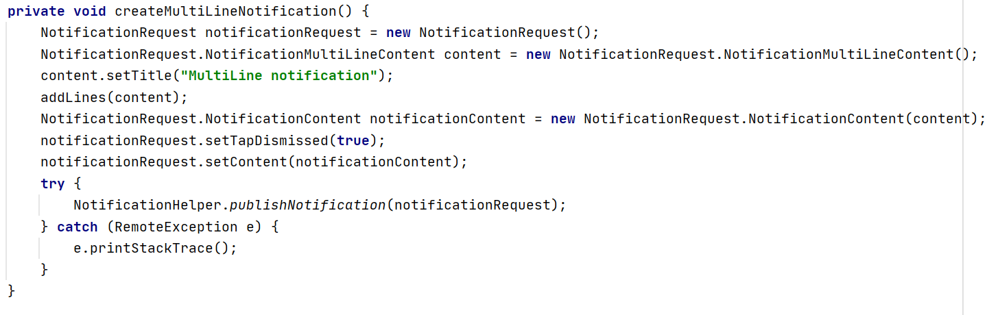 private void createMultiLineNotification() {
    NotificationRequest notificationRequest = new NotificationRequest();
    NotificationRequest.NotificationMultiLineContent content = new NotificationRequest.NotificationMultiLineContent();
    content.setTitle("MultiLine notification");
    addLines(content);
    NotificationRequest.NotificationContent notificationContent = new NotificationRequest.NotificationContent(content);
    notificationRequest.setTapDismissed(true);
    notificationRequest.setContent(notificationContent);
    try {
        NotificationHelper.publishNotification(notificationRequest);
    } catch (RemoteException e) {
        e.printStackTrace();
    }
}